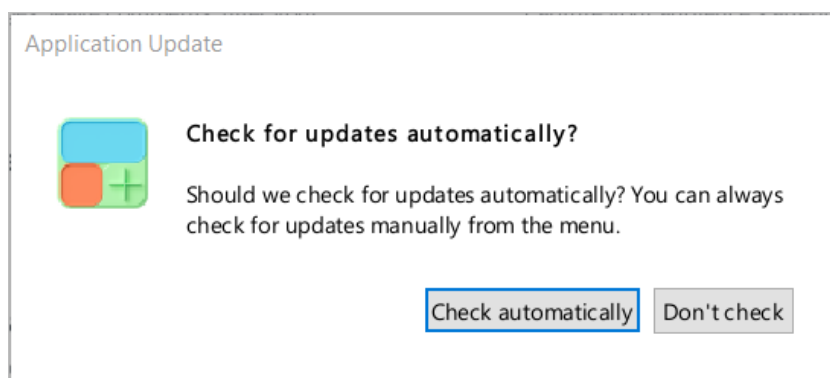 Application Update
Check for updates automatically?
Should we check for updates automatically? You can always
check for updates manually from the menu.
Check automatically
Don't check